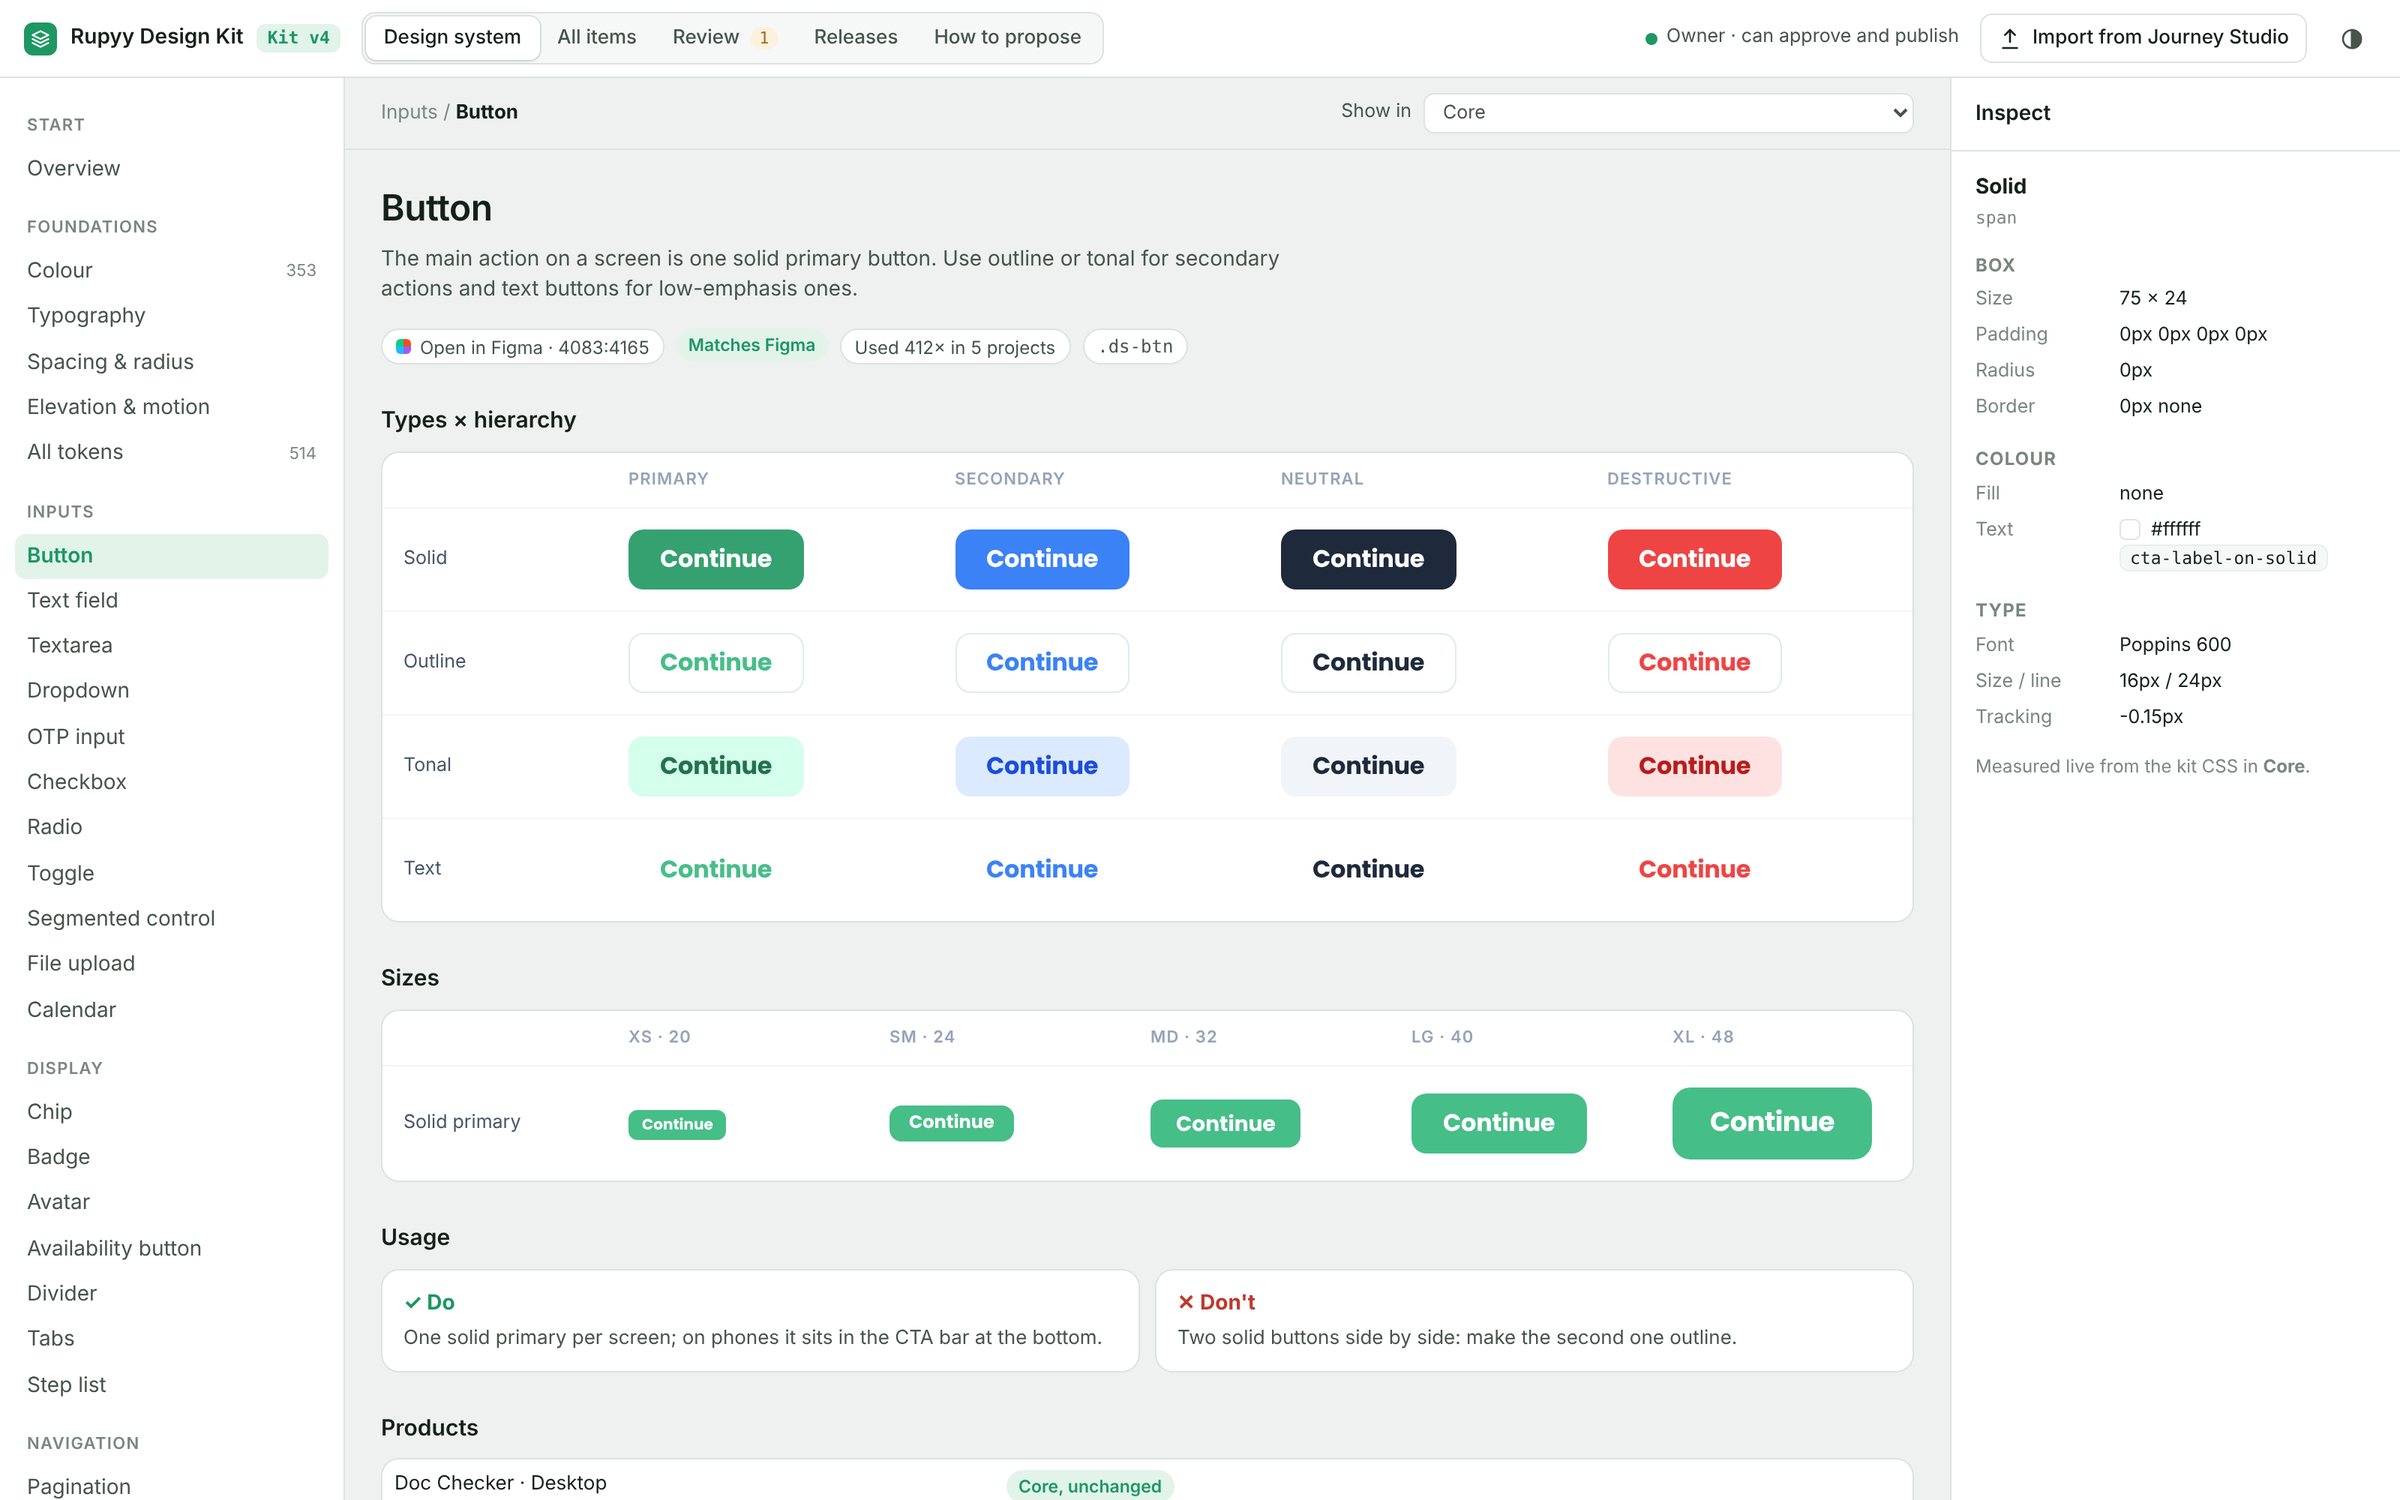 Rupyy Design Kit Kit v4
Design system All items Review 1 Releases How to propose
Owner · can approve and publish
Import from Journey Studio
START
Overview
FOUNDATIONS
Colour 353
Typography
Spacing & radius
Elevation & motion
All tokens 514
INPUTS
Button
Text field
Textarea
Dropdown
OTP input
Checkbox
Radio
Toggle
Segmented control
File upload
Calendar
DISPLAY
Chip
Badge
Avatar
Availability button
Divider
Tabs
Step list
NAVIGATION
Pagination
Inputs / Button
Show in Core
Button
The main action on a screen is one solid primary button. Use outline or tonal for secondary
actions and text buttons for low-emphasis ones.
Open in Figma · 4083:4165 Matches Figma Used 412× in 5 projects .ds-btn
Types × hierarchy
PRIMARY SECONDARY NEUTRAL DESTRUCTIVE
Solid Continue Continue Continue Continue
Outline Continue Continue Continue Continue
Tonal Continue Continue Continue Continue
Text Continue Continue Continue Continue
Sizes
XS · 20 SM · 24 MD · 32 LG · 40 XL · 48
Solid primary Continue Continue Continue Continue Continue
Usage
✓ Do
One solid primary per screen; on phones it sits in the CTA bar at the bottom.
✕ Don't
Two solid buttons side by side: make the second one outline.
Products
Doc Checker · Desktop Core, unchanged
Inspect
Solid
span
BOX
Size 75 × 24
Padding 0px 0px 0px 0px
Radius 0px
Border 0px none
COLOUR
Fill none
Text #ffffff
cta-label-on-solid
TYPE
Font Poppins 600
Size / line 16px / 24px
Tracking -0.15px
Measured live from the kit CSS in Core.